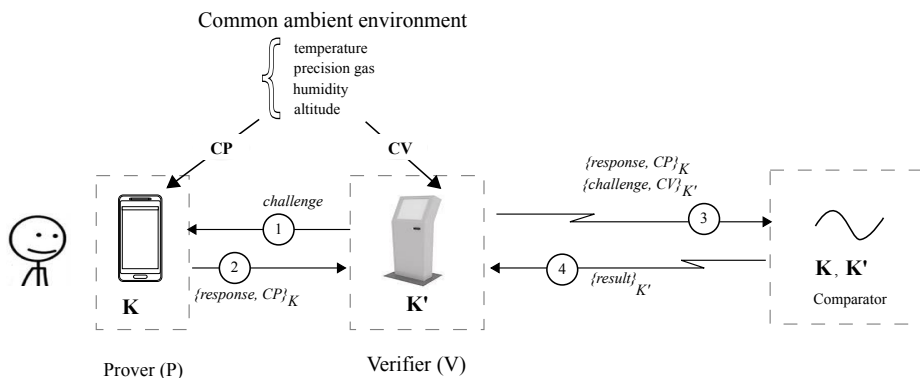 Common ambient environment
temperature
precision gas
humidity
altitude
CP
CV
challenge
1
2
{response, CP}K
K
Prover (P)
K'
Verifier (V)
{response, CP}K
{challenge, CV}K'
3
4
{result}K'
K, K'
Comparator